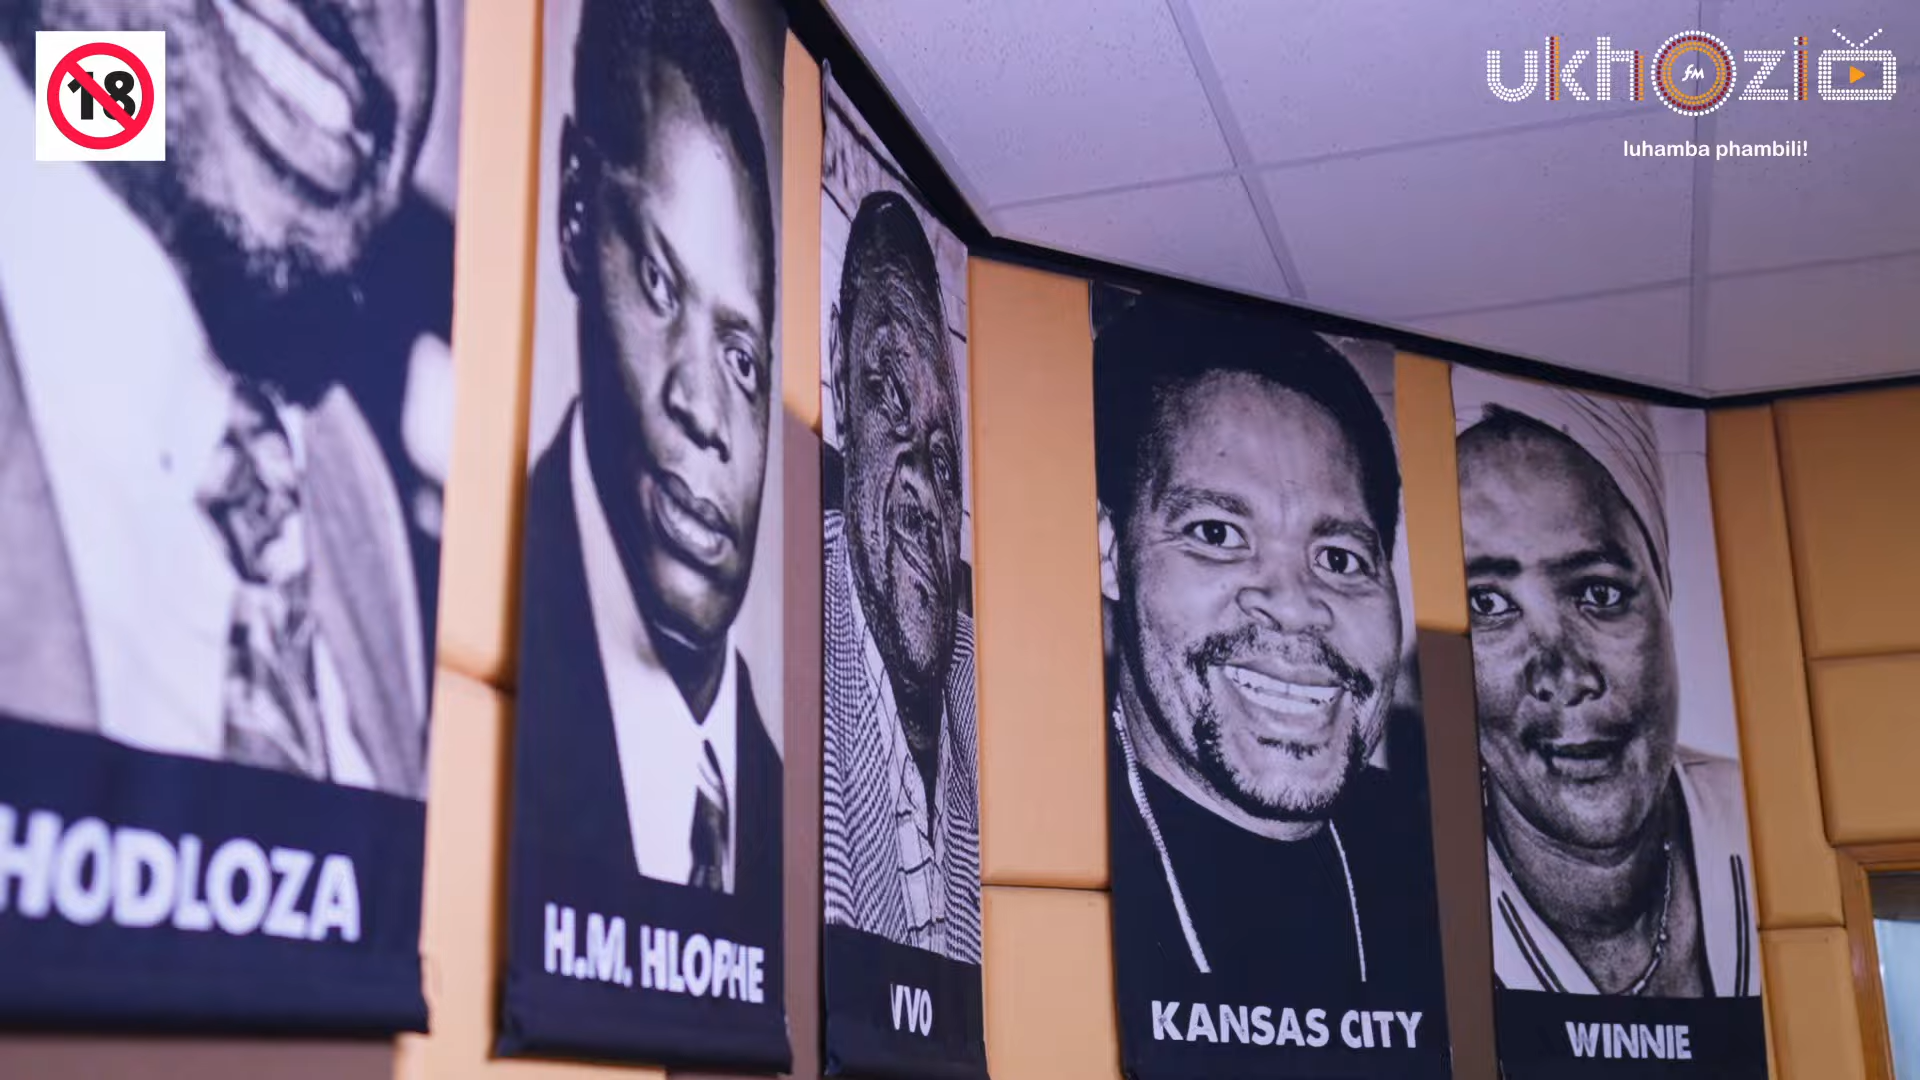 18
ukhozi
fm
luhamba phambili!
HODLOZA
H.M. HLOPHE
VVO
KANSAS CITY
WINNIE